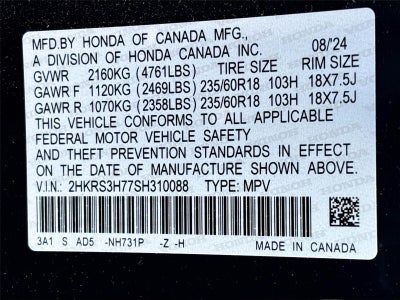 MFD.BY HONDA OF CANADA MFG.,
A DIVISION OF HONDA CANADA INC. 08/'24
GVWR 2160KG (4761LBS) TIRE SIZE RIM SIZE
GAWR F 1120KG (2469LBS) 235/60R18 103H 18X7.5J
GAWR R 1070KG (2358LBS) 235/60R18 103H 18X7.5J
THIS VEHICLE CONFORMS TO ALL APPLICABLE
FEDERAL MOTOR VEHICLE SAFETY
AND THEFT PREVENTION STANDARDS IN EFFECT
ON THE DATE OF MANUFACTURE SHOWN ABOVE.
V.I.N.: 2HKRS3H77SH310088 TYPE: MPV
3A1 S AD5 -NH731P -Z -H MADE IN CANADA